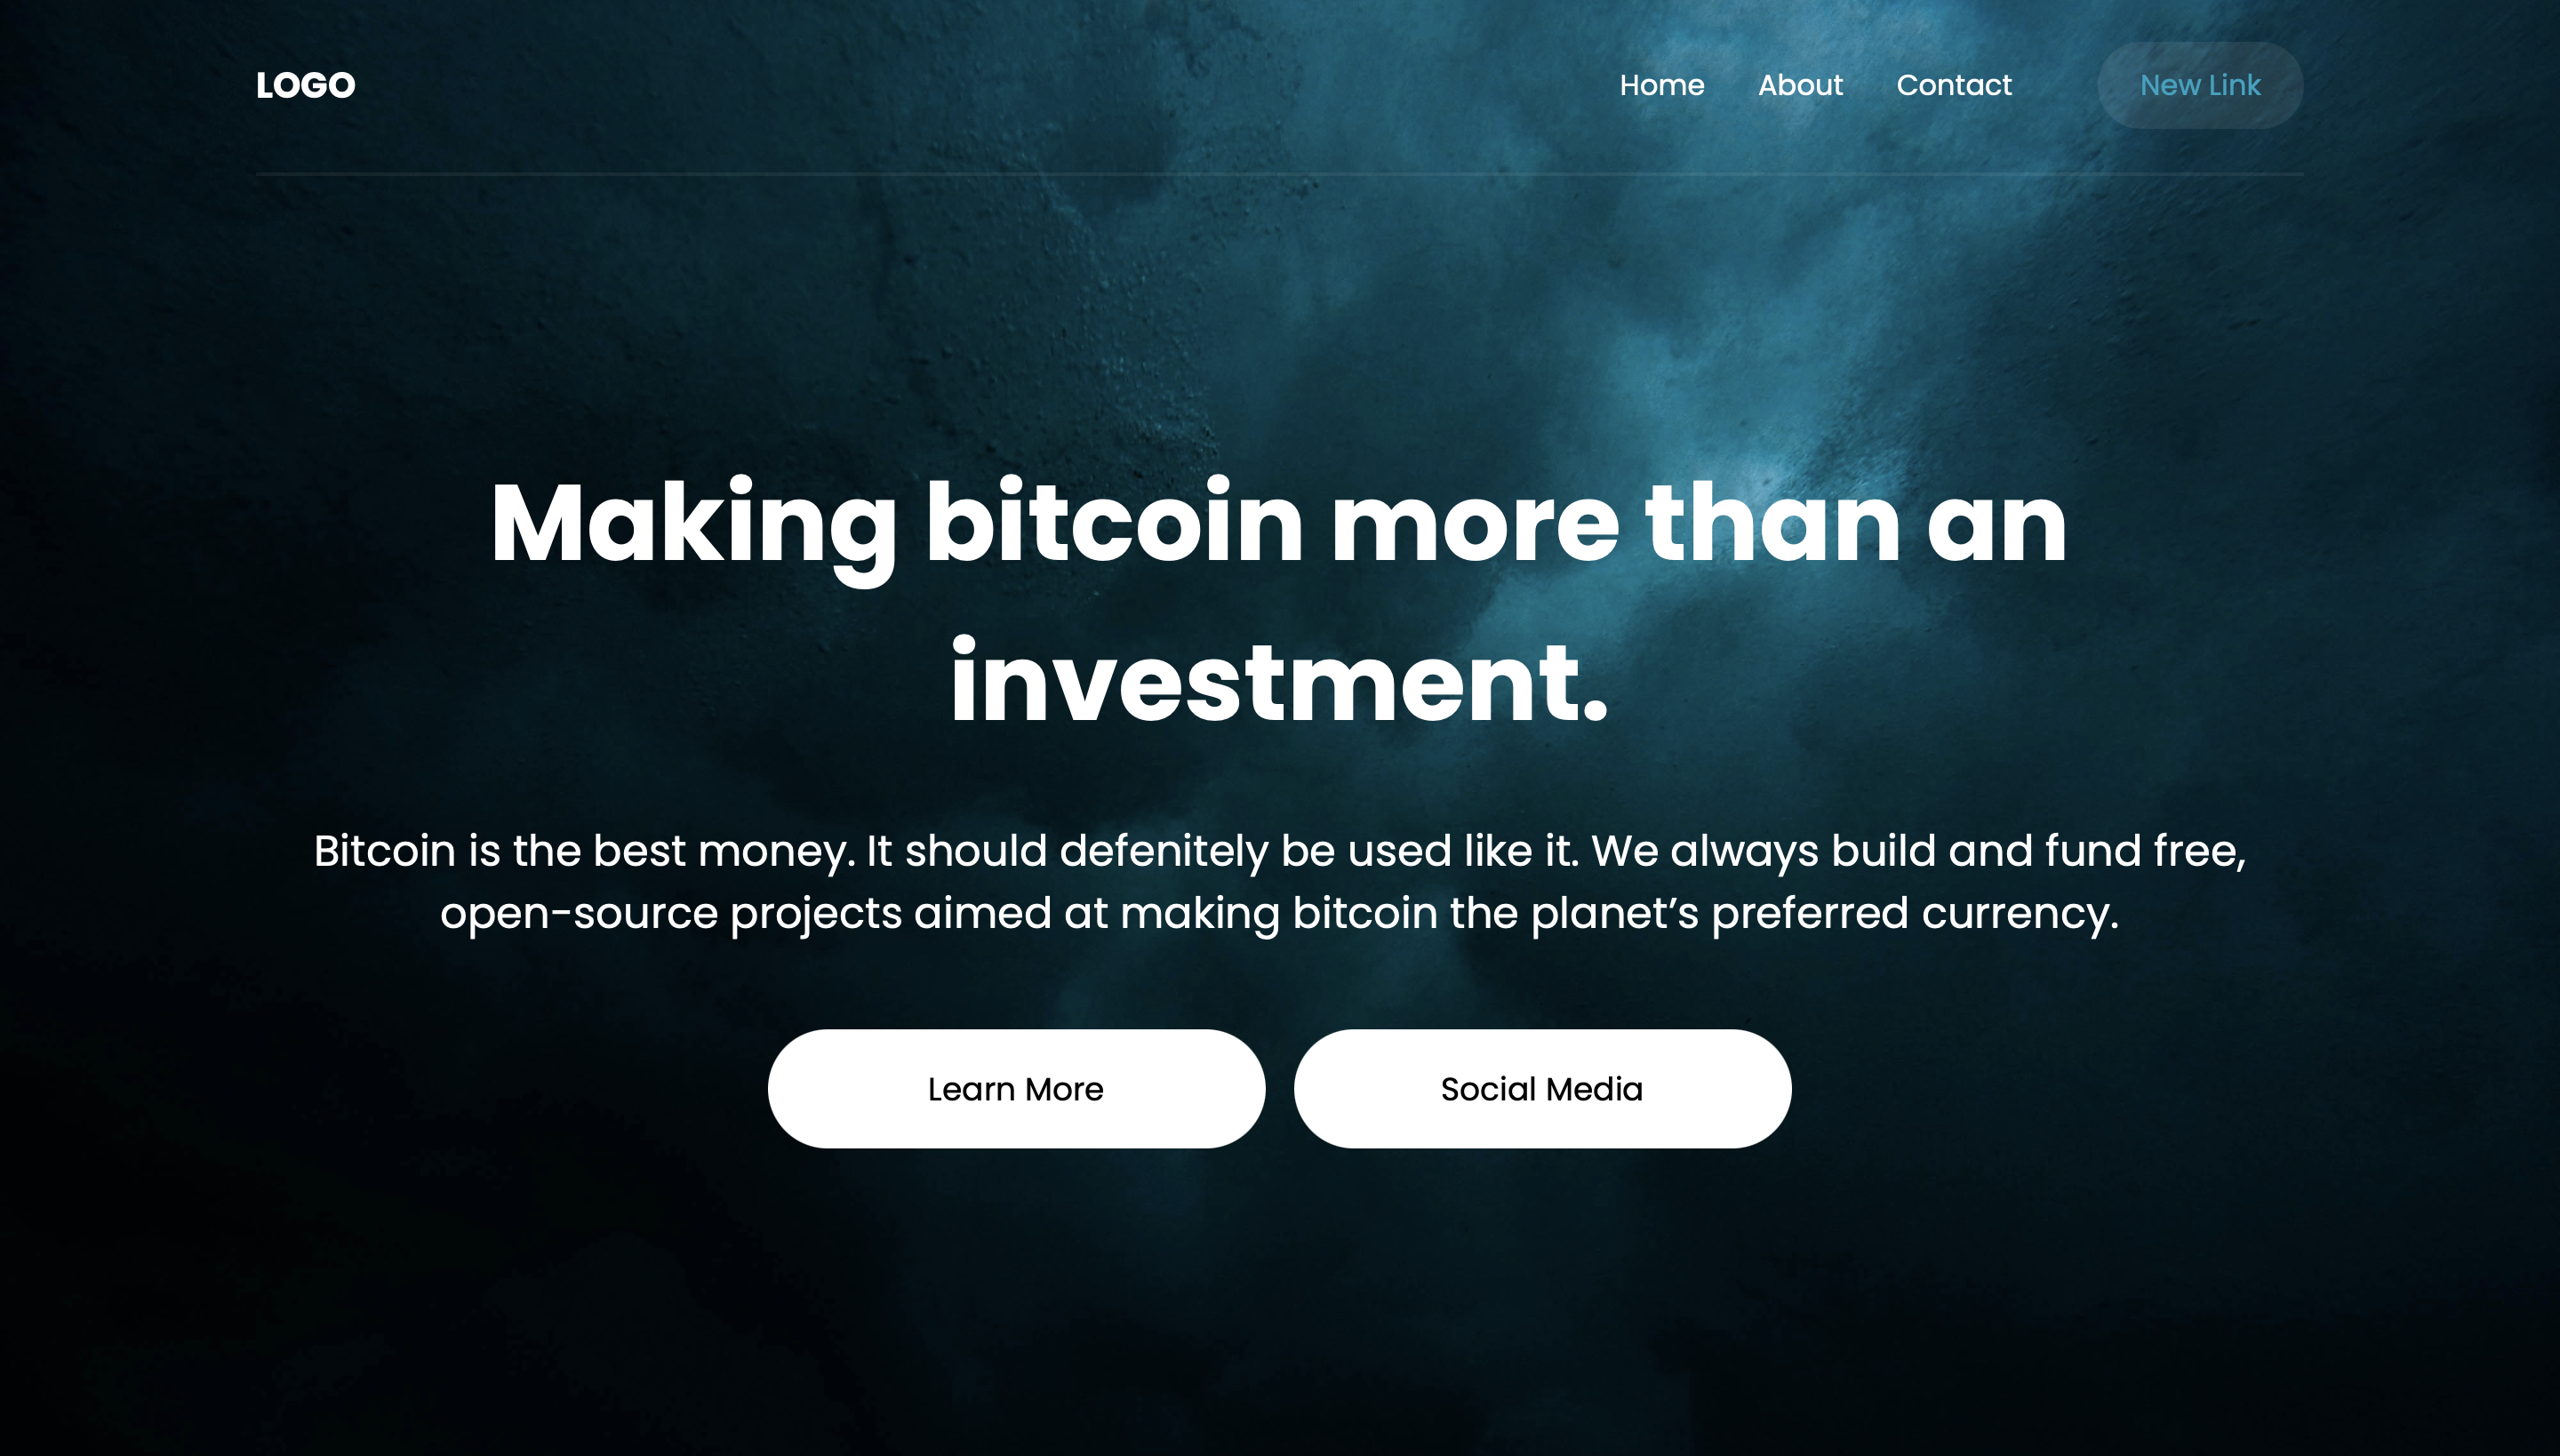 LOGO
Home About Contact New Link
Making bitcoin more than an
investment.
Bitcoin is the best money. It should defenitely be used like it. We always build and fund free,
open-source projects aimed at making bitcoin the planet’s preferred currency.
Learn More Social Media